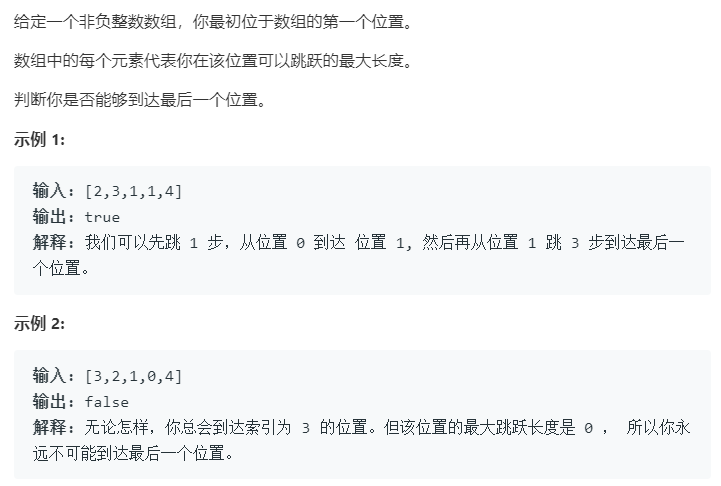 给定一个非负整数数组，你最初位于数组的第一个位置。
数组中的每个元素代表你在该位置可以跳跃的最大长度。
判断你是否能够到达最后一个位置。
示例 1:
输入: [2,3,1,1,4]
输出: true
解释: 我们可以先跳 1 步，从位置 0 到达 位置 1, 然后再从位置 1 跳 3 步到达最后一
个位置。
示例 2:
输入: [3,2,1,0,4]
输出: false
解释: 无论怎样，你总会到达索引为 3 的位置。但该位置的最大跳跃长度是 0 ， 所以你永
远不可能到达最后一个位置。